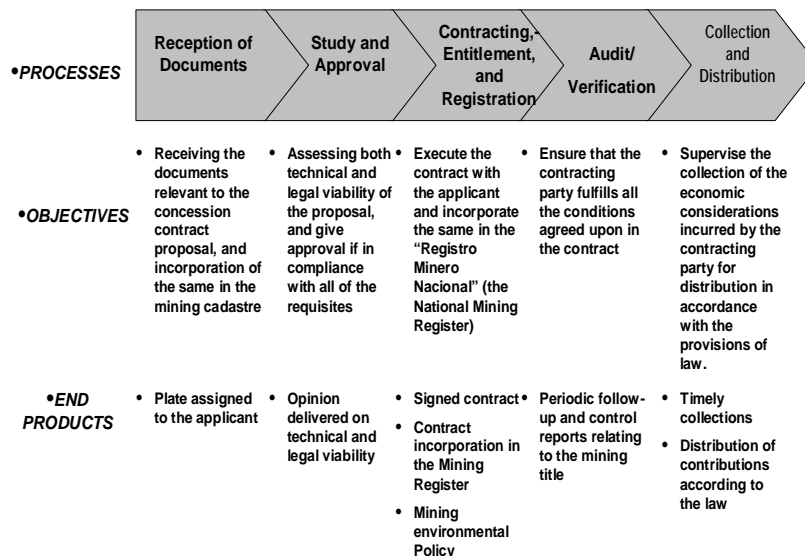 •PROCESSES
Reception of
Documents
Study and
Approval
Contracting,-
Entitlement,
and
Registration
Audit/
Verification
Collection
and
Distribution
•OBJECTIVES
• Receiving the
documents
relevant to the
concession
contract
proposal, and
incorporation of
the same in the
mining cadastre
• Assessing both
technical and
legal viability of
the proposal,
and give
approval if in
compliance
with all of the
requisites
• Execute the
contract with
the applicant
and incorporate
the same in the
“Registro
Minero
Nacional” (the
National Mining
Register)
• Ensure that the
contracting
party fulfills all
the conditions
agreed upon in
the contract
• Supervise the
collection of the
economic
considerations
incurred by the
contracting
party for
distribution in
accordance
with the
provisions of
law.
•END
PRODUCTS
• Plate assigned
to the applicant
• Opinion
delivered on
technical and
legal viability
• Signed contract
• Contract
incorporation in
the Mining
Register
• Mining
environmental
Policy
• Periodic follow-
up and control
reports relating
to the mining
title
• Timely
collections
• Distribution of
contributions
according to
the law